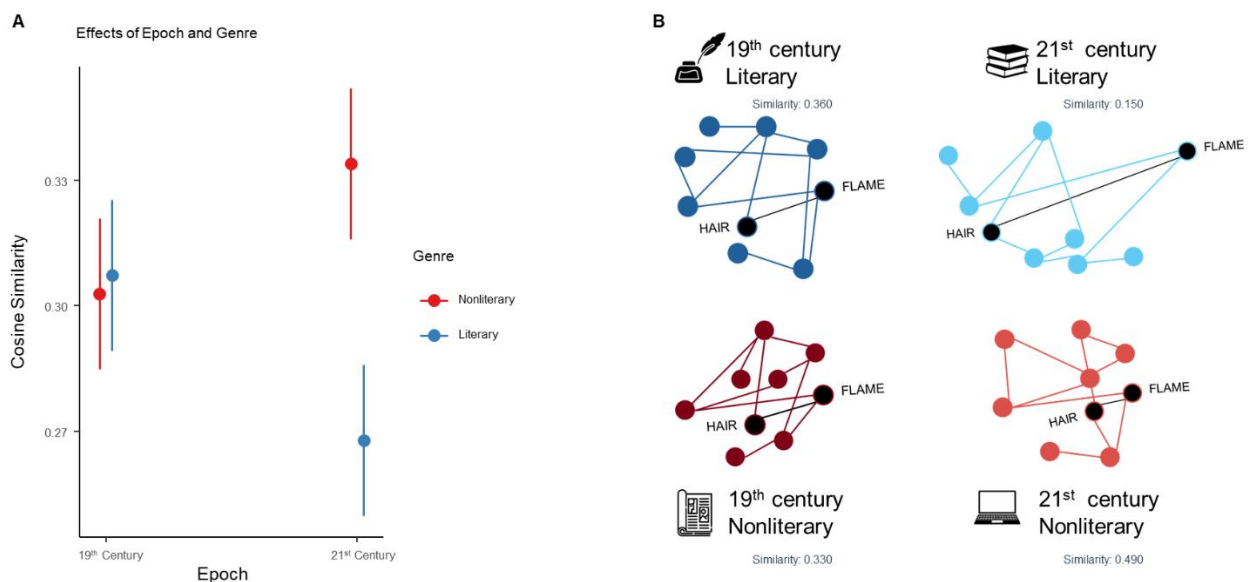 A
Effects of Epoch and Genre
Cosine Similarity
0.33
0.30
0.27
19th Century
21st Century
Epoch
Genre
Nonliterary
Literary
B
19th century
Literary
Similarity: 0.360
FLAME
HAIR
21st century
Literary
Similarity: 0.150
FLAME
HAIR
FLAME
HAIR
19th century
Nonliterary
Similarity: 0.330
FLAME
HAIR
21st century
Nonliterary
Similarity: 0.490